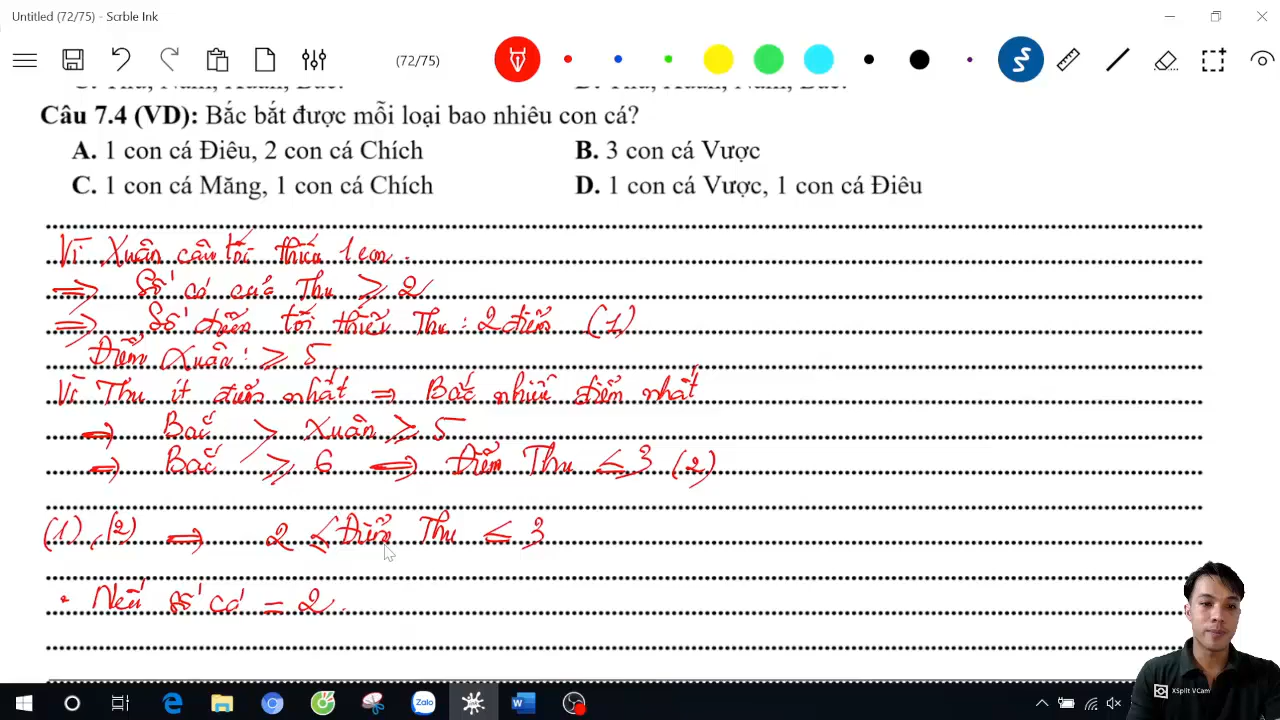 Untitled (72/75) - Scrble Ink
(72/75)
Câu 7.4 (VD): Bắc bắt được mỗi loại bao nhiêu con cá?
A. 1 con cá Điêu, 2 con cá Chích
B. 3 con cá Vược
C. 1 con cá Măng, 1 con cá Chích
D. 1 con cá Vược, 1 con cá Điêu
Vì Xuân câu tối thiểu 1 con.
⇒ Số cá của Thu ⩾ 2
⇒ Số điểm tối thiểu Thu: 2 điểm (1)
Điểm Xuân: ⩾ 5
Vì Thu ít điểm nhất ⇒ Bắc nhiều điểm nhất
⇒ Bắc > Xuân ⩾ 5
⇒ Bắc ⩾ 6 ⟺ Điểm Thu ≤ 3 (2)
(1), (2) ⇒ 2 ≤ Điểm Thu ≤ 3
• Nếu số cá = 2.
Zalo
XSplit VCam